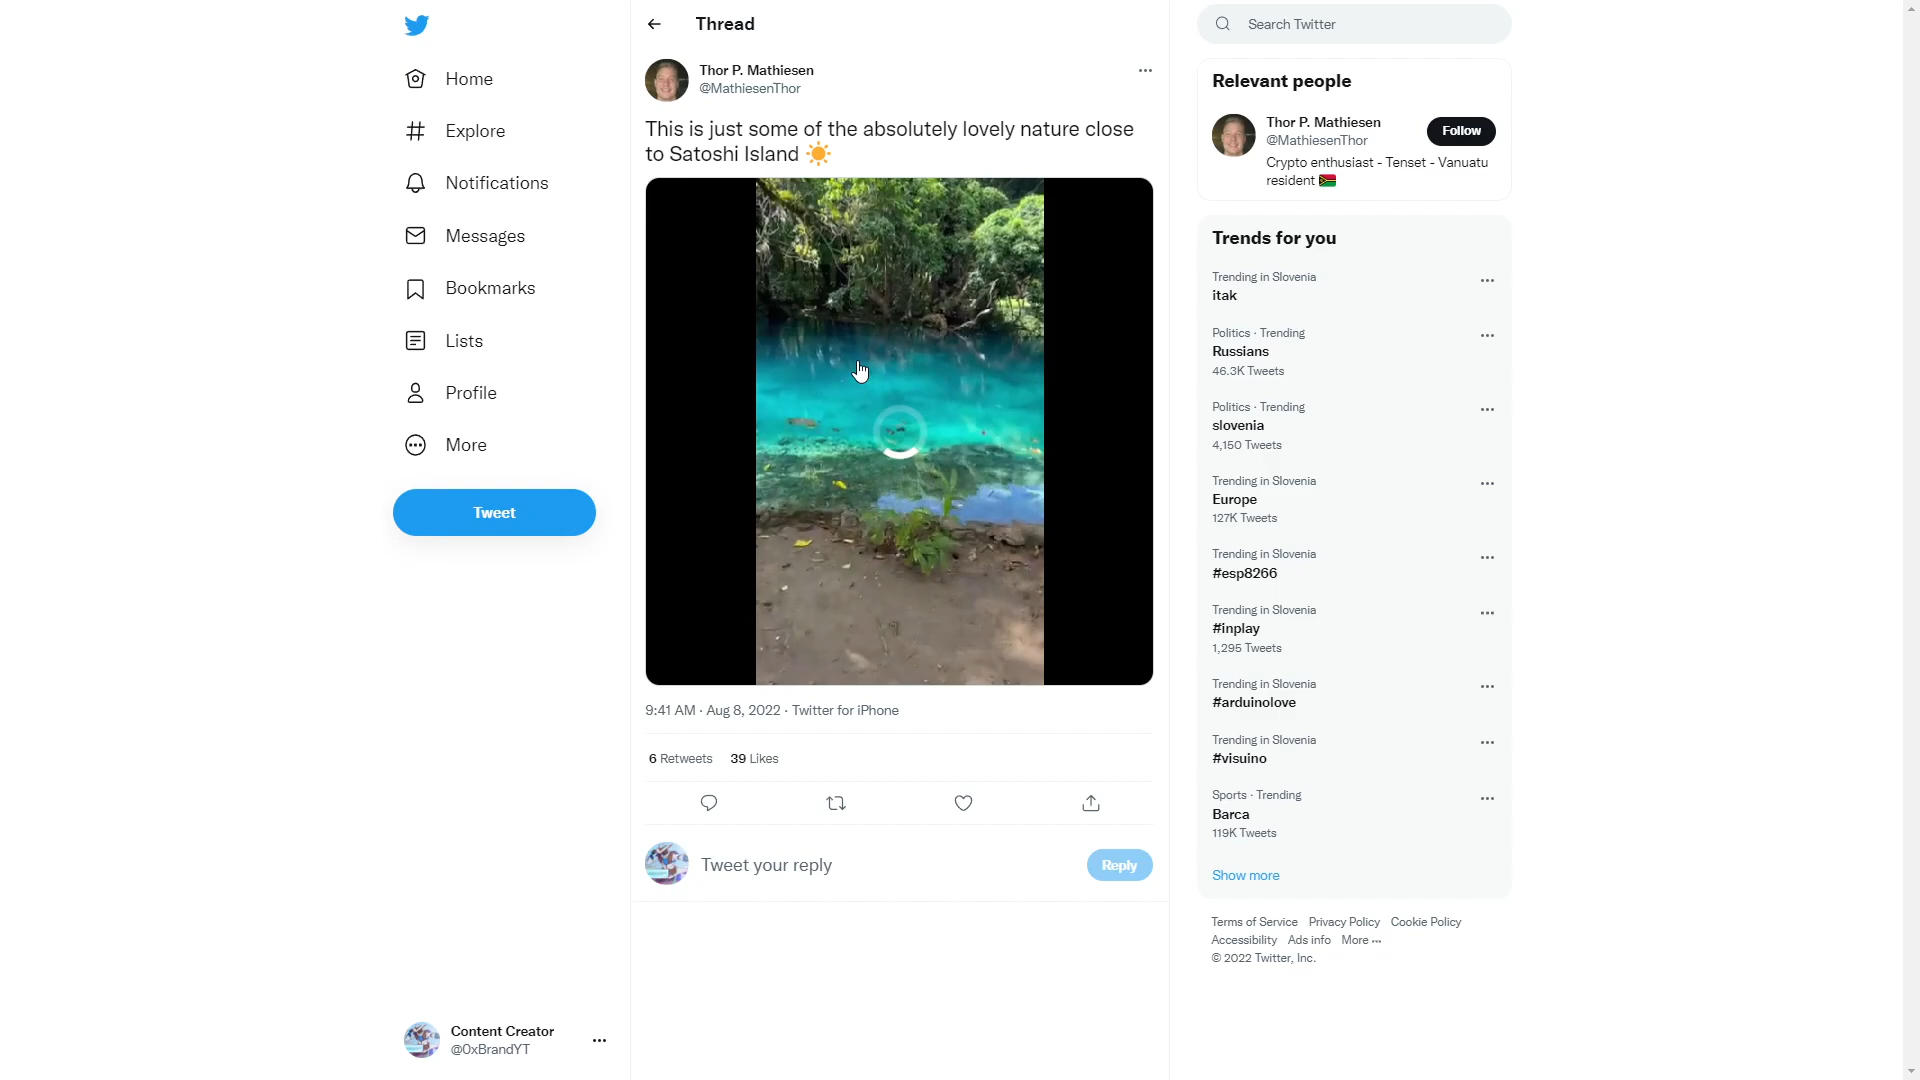 Home
Explore
Notifications
Messages
Bookmarks
Lists
Profile
More
Tweet
Content Creator
@0xBrandYT
Thread
Thor P. Mathiesen
@MathiesenThor
This is just some of the absolutely lovely nature close
to Satoshi Island ☀️
9:41 AM · Aug 8, 2022 · Twitter for iPhone
6 Retweets 39 Likes
Tweet your reply
Reply
Search Twitter
Relevant people
Thor P. Mathiesen
@MathiesenThor
Follow
Crypto enthusiast - Tenset - Vanuatu
resident 🇻🇺
Trends for you
Trending in Slovenia
itak
Politics · Trending
Russians
46.3K Tweets
Politics · Trending
slovenia
4,150 Tweets
Trending in Slovenia
Europe
127K Tweets
Trending in Slovenia
#esp8266
Trending in Slovenia
#inplay
1,295 Tweets
Trending in Slovenia
#arduinolove
Trending in Slovenia
#visuino
Sports · Trending
Barca
119K Tweets
Show more
Terms of Service Privacy Policy Cookie Policy
Accessibility Ads info More ···
© 2022 Twitter, Inc.